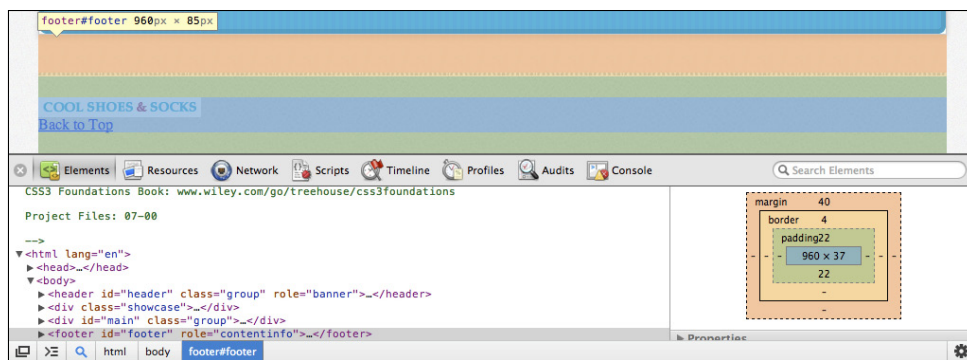 footer#footer 960px × 85px
COOL SHOES & SOCKS
Back to Top
Elements Resources Network Scripts Timeline Profiles Audits Console Search Elements
CSS3 Foundations Book: www.wiley.com/go/treehouse/css3foundations
Project Files: 07-00
-->
▼<html lang="en">
▶<head>…</head>
▼<body>
▶<header id="header" class="group" role="banner">…</header>
▶<div class="showcase">…</div>
▶<div id="main" class="group">…</div>
▶<footer id="footer" role="contentinfo">…</footer>
margin 40
border 4
padding22
- - - 960 × 37 - - -
22
-
-
▶ Properties
html body footer#footer